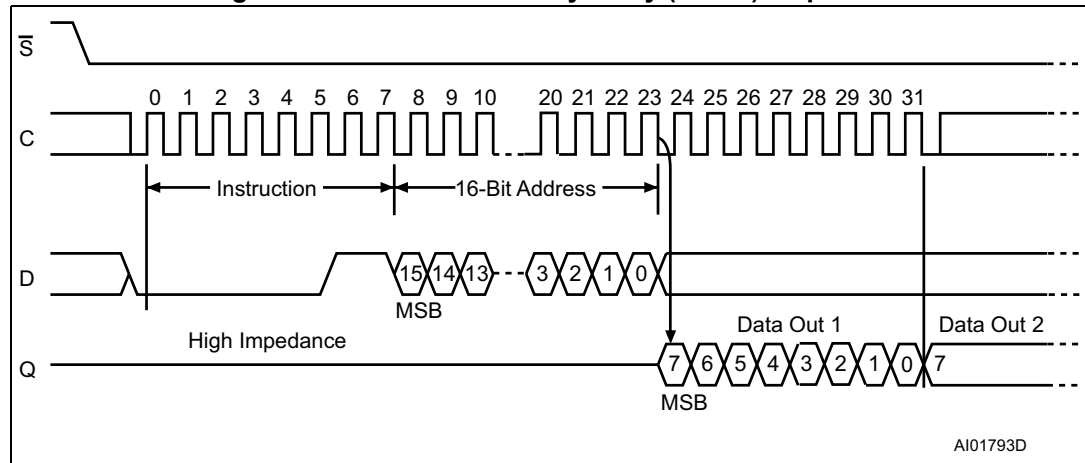 S
0 1 2 3 4 5 6 7 8 9 10 20 21 22 23 24 25 26 27 28 29 30 31
C
Instruction 16-Bit Address
D 15 14 13 3 2 1 0
MSB
High Impedance Data Out 1 Data Out 2
Q 7 6 5 4 3 2 1 0 7
MSB
AI01793D